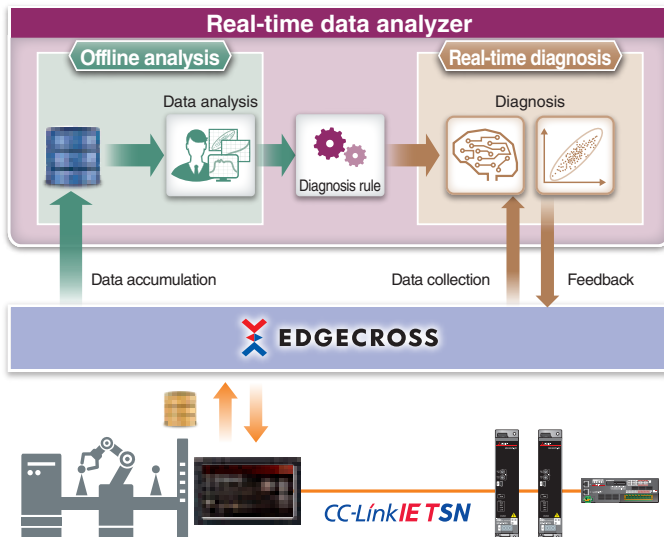 Real-time data analyzer
Offline analysis
Real-time diagnosis
Data analysis
Diagnosis
Diagnosis rule
Data accumulation
Data collection
Feedback
EDGECROSS
CC-Link IE TSN